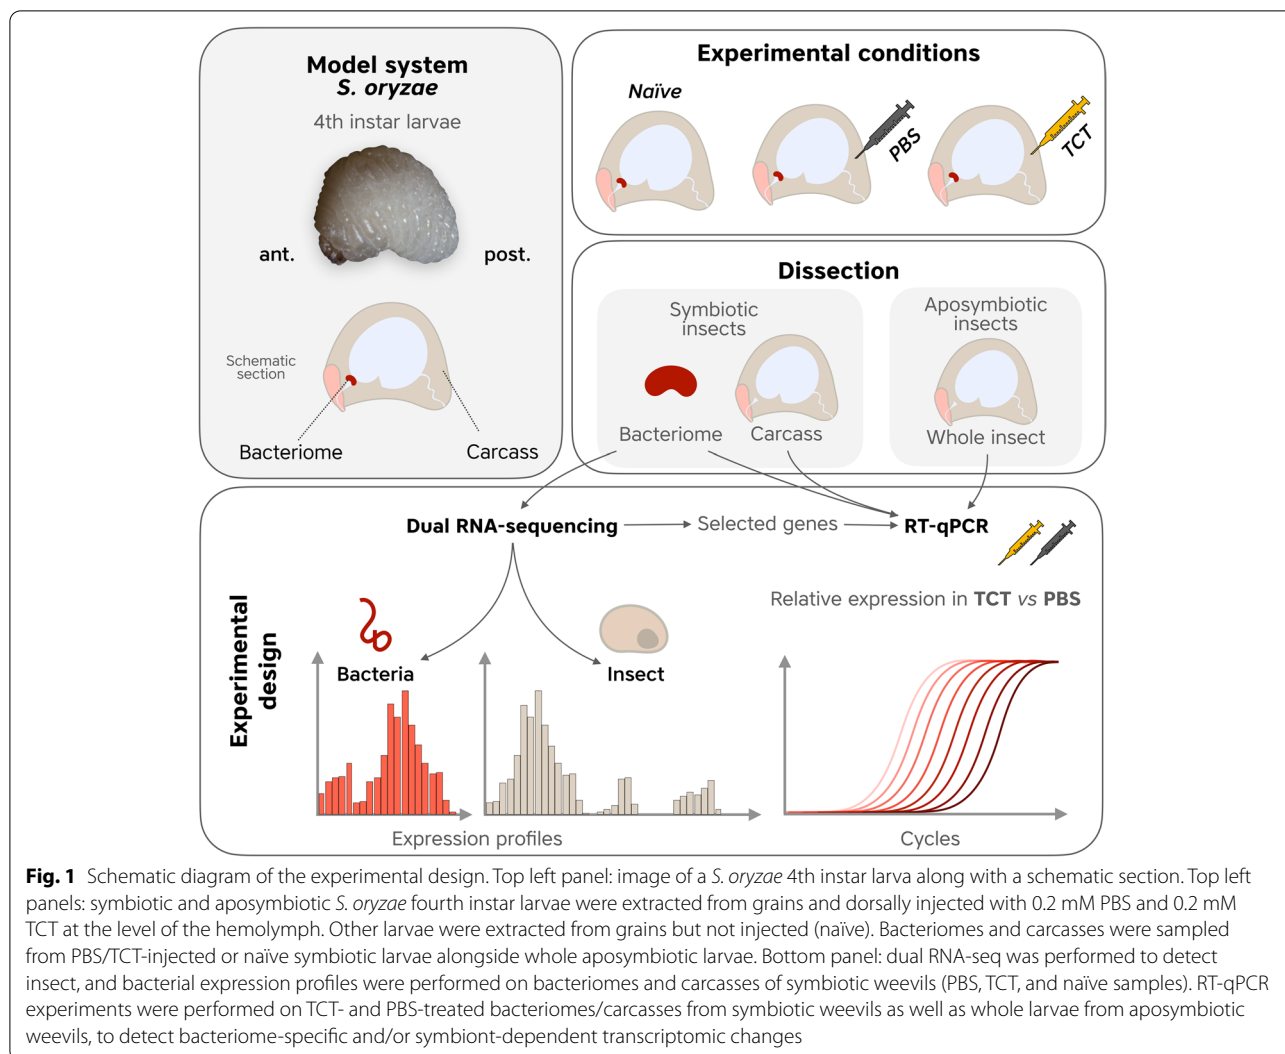 Model system
S. oryzae
4th instar larvae
ant.
post.
Schematic
section
Bacteriome
Carcass
Experimental conditions
Naïve
PBS
TCT
Dissection
Symbiotic
insects
Bacteriome
Carcass
Aposymbiotic
insects
Whole insect
Experimental
design
Dual RNA-sequencing
Selected genes
RT-qPCR
Bacteria
Insect
Expression profiles
Relative expression in TCT vs PBS
Cycles
Fig. 1 Schematic diagram of the experimental design. Top left panel: image of a S. oryzae 4th instar larva along with a schematic section. Top left
panels: symbiotic and aposymbiotic S. oryzae fourth instar larvae were extracted from grains and dorsally injected with 0.2 mM PBS and 0.2 mM
TCT at the level of the hemolymph. Other larvae were extracted from grains but not injected (naïve). Bacteriomes and carcasses were sampled
from PBS/TCT-injected or naïve symbiotic larvae alongside whole aposymbiotic larvae. Bottom panel: dual RNA-seq was performed to detect
insect, and bacterial expression profiles were performed on bacteriomes and carcasses of symbiotic weevils (PBS, TCT, and naïve samples). RT-qPCR
experiments were performed on TCT- and PBS-treated bacteriomes/carcasses from symbiotic weevils as well as whole larvae from aposymbiotic
weevils, to detect bacteriome-specific and/or symbiont-dependent transcriptomic changes